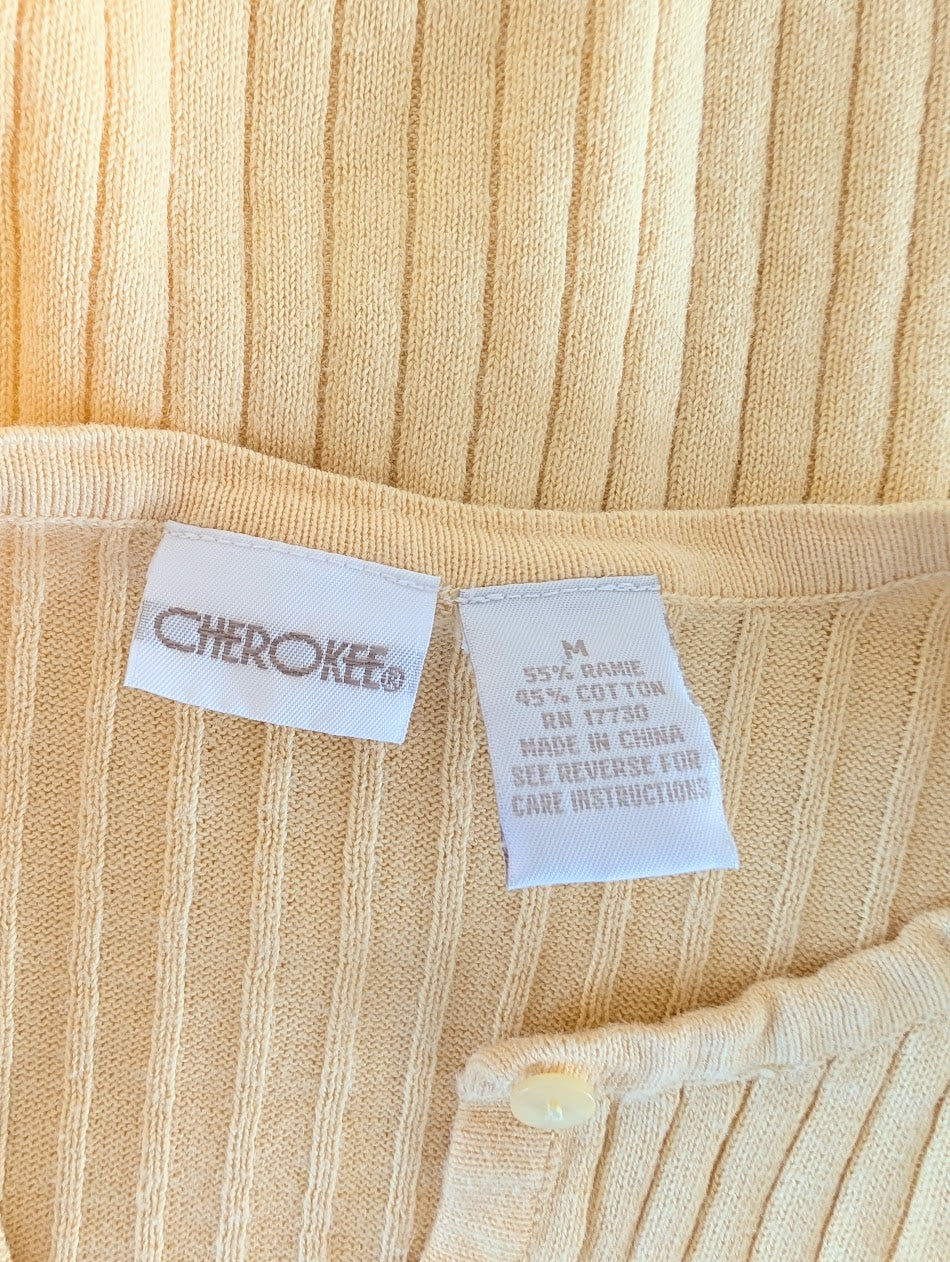 CHEROKEE®
M
55% RAMIE
45% COTTON
RN 17730
MADE IN CHINA
SEE REVERSE FOR
CARE INSTRUCTIONS